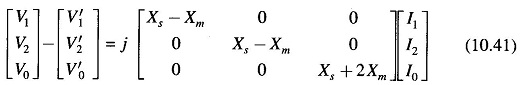 [V₁ V₂ V₀] − [V′₁ V′₂ V′₀] = j [Xₛ − Xₘ 0 0; 0 Xₛ − Xₘ 0; 0 0 Xₛ + 2Xₘ] [I₁ I₂ I₀] (10.41)